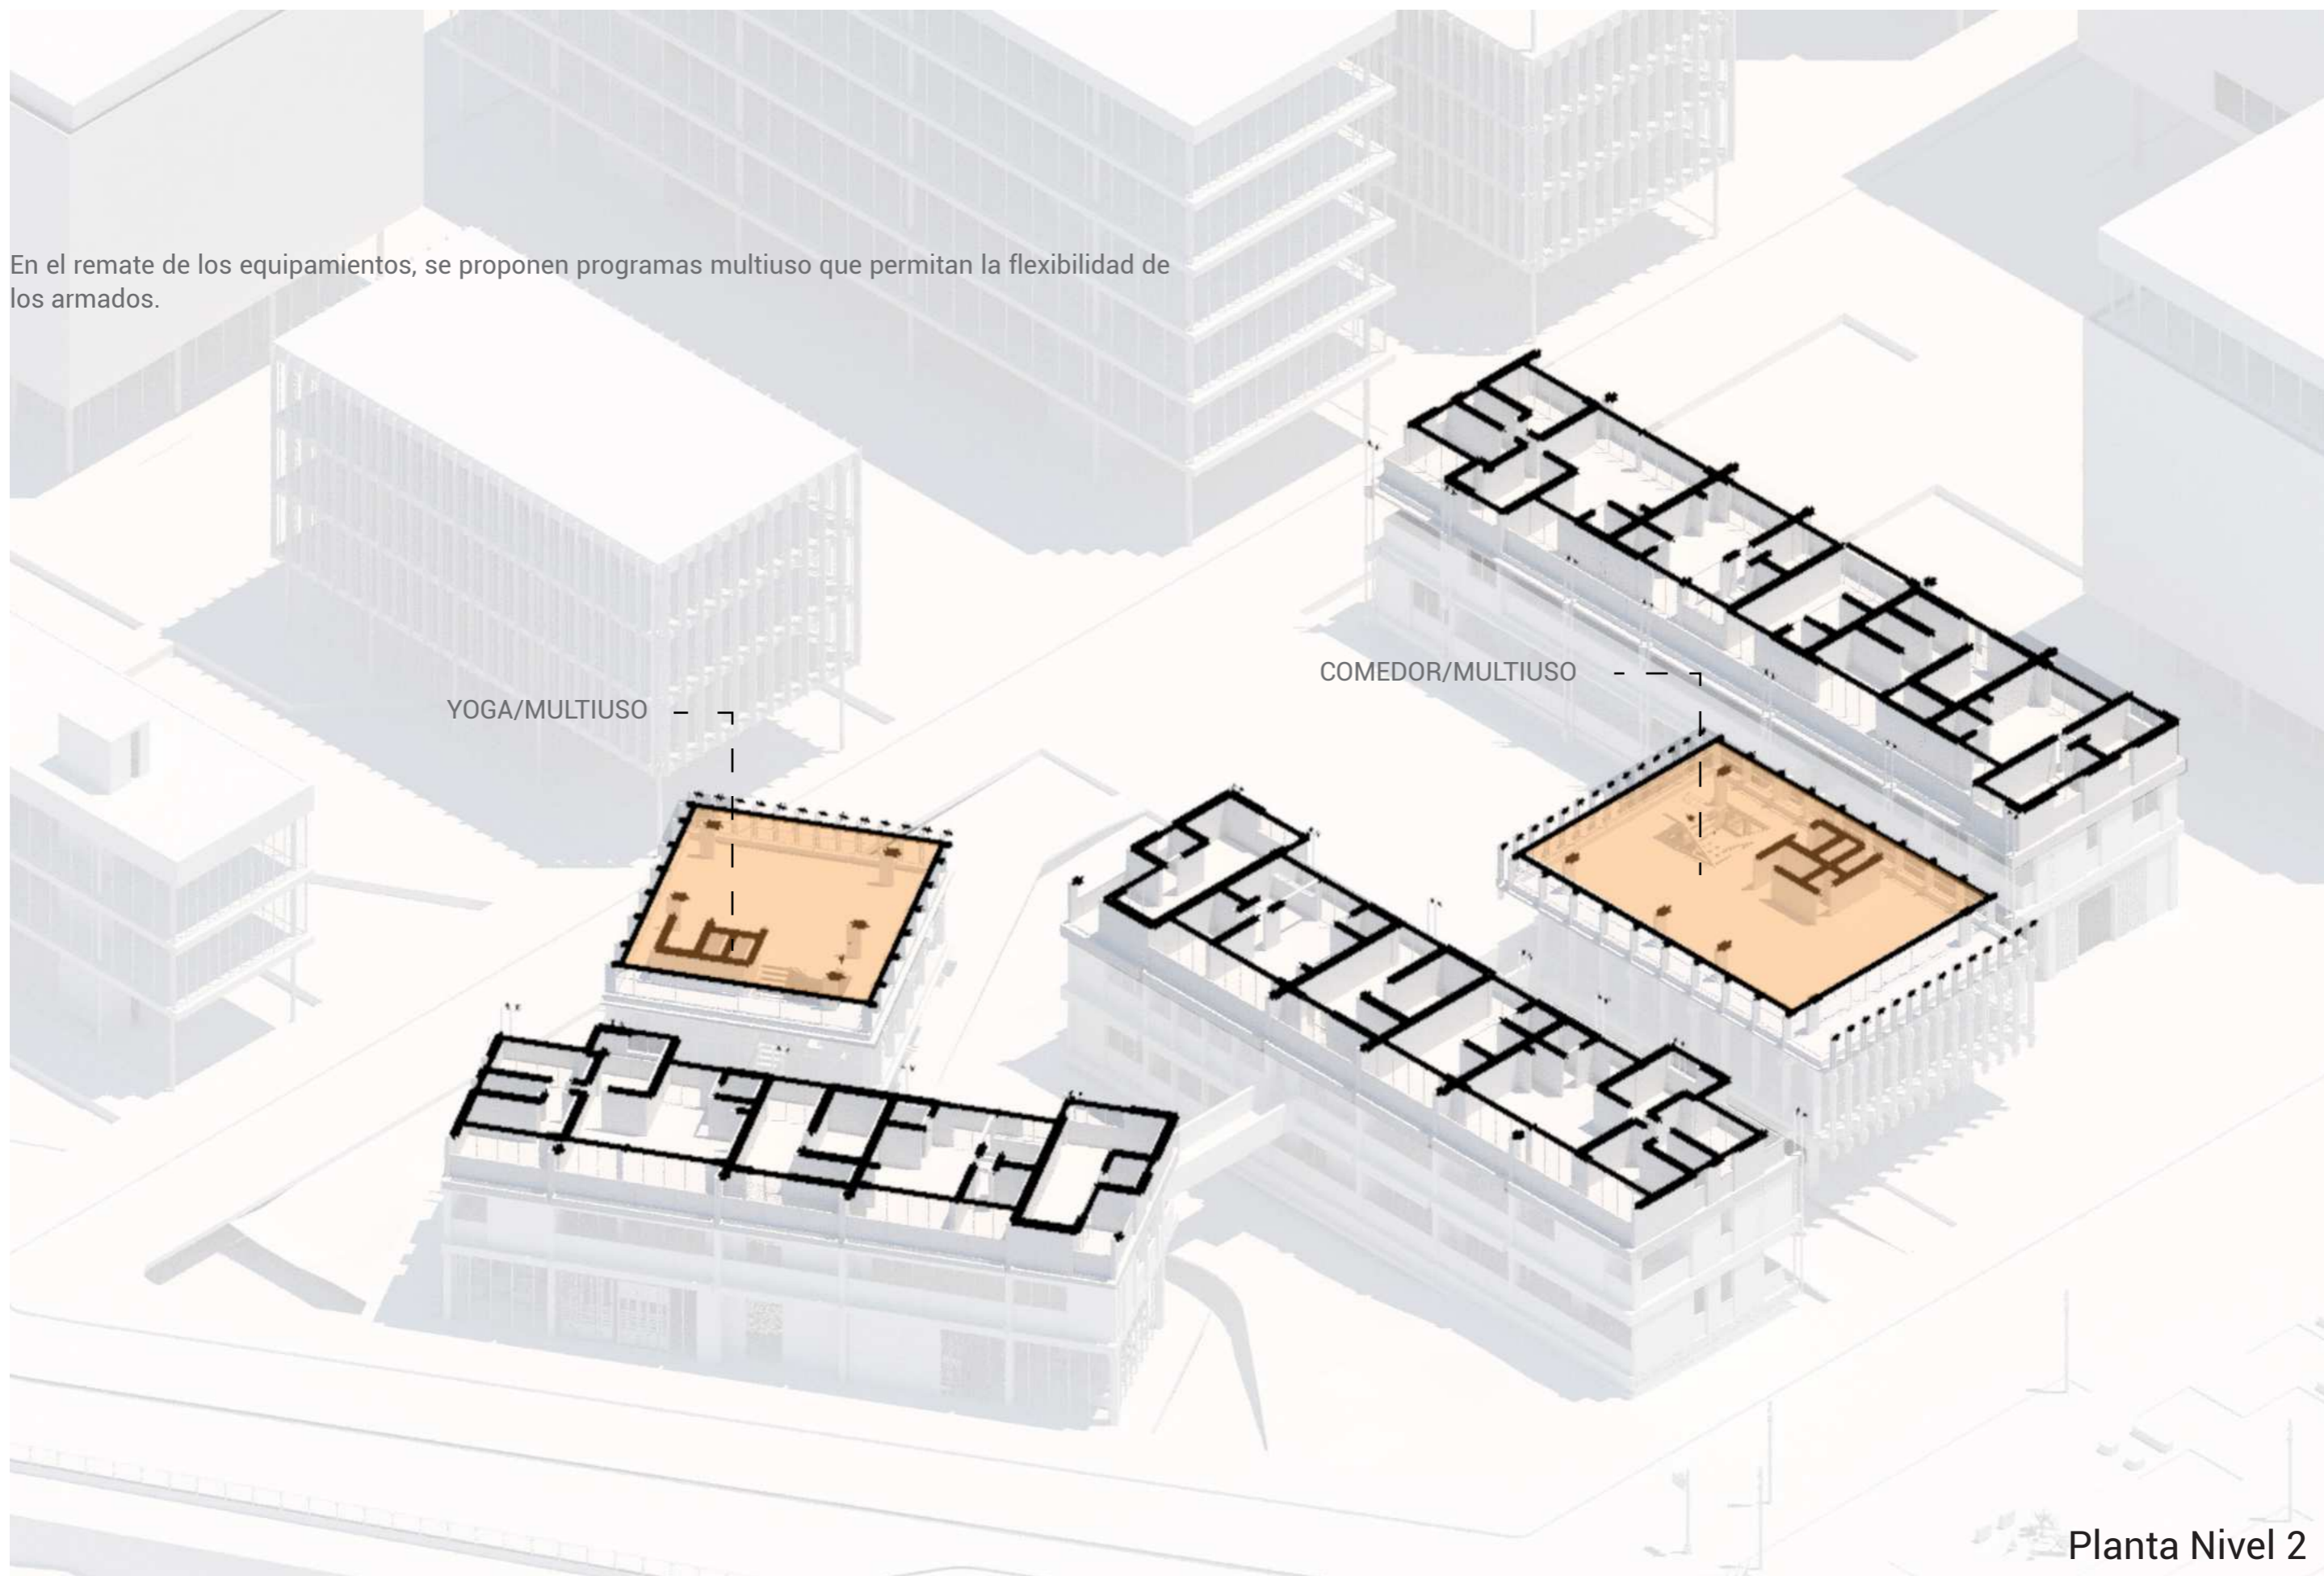 En el remate de los equipamientos, se proponen programas multiuso que permitan la flexibilidad de
los armados.
COMEDOR/MULTIUSO
YOGA/MULTIUSO
Planta Nivel 2